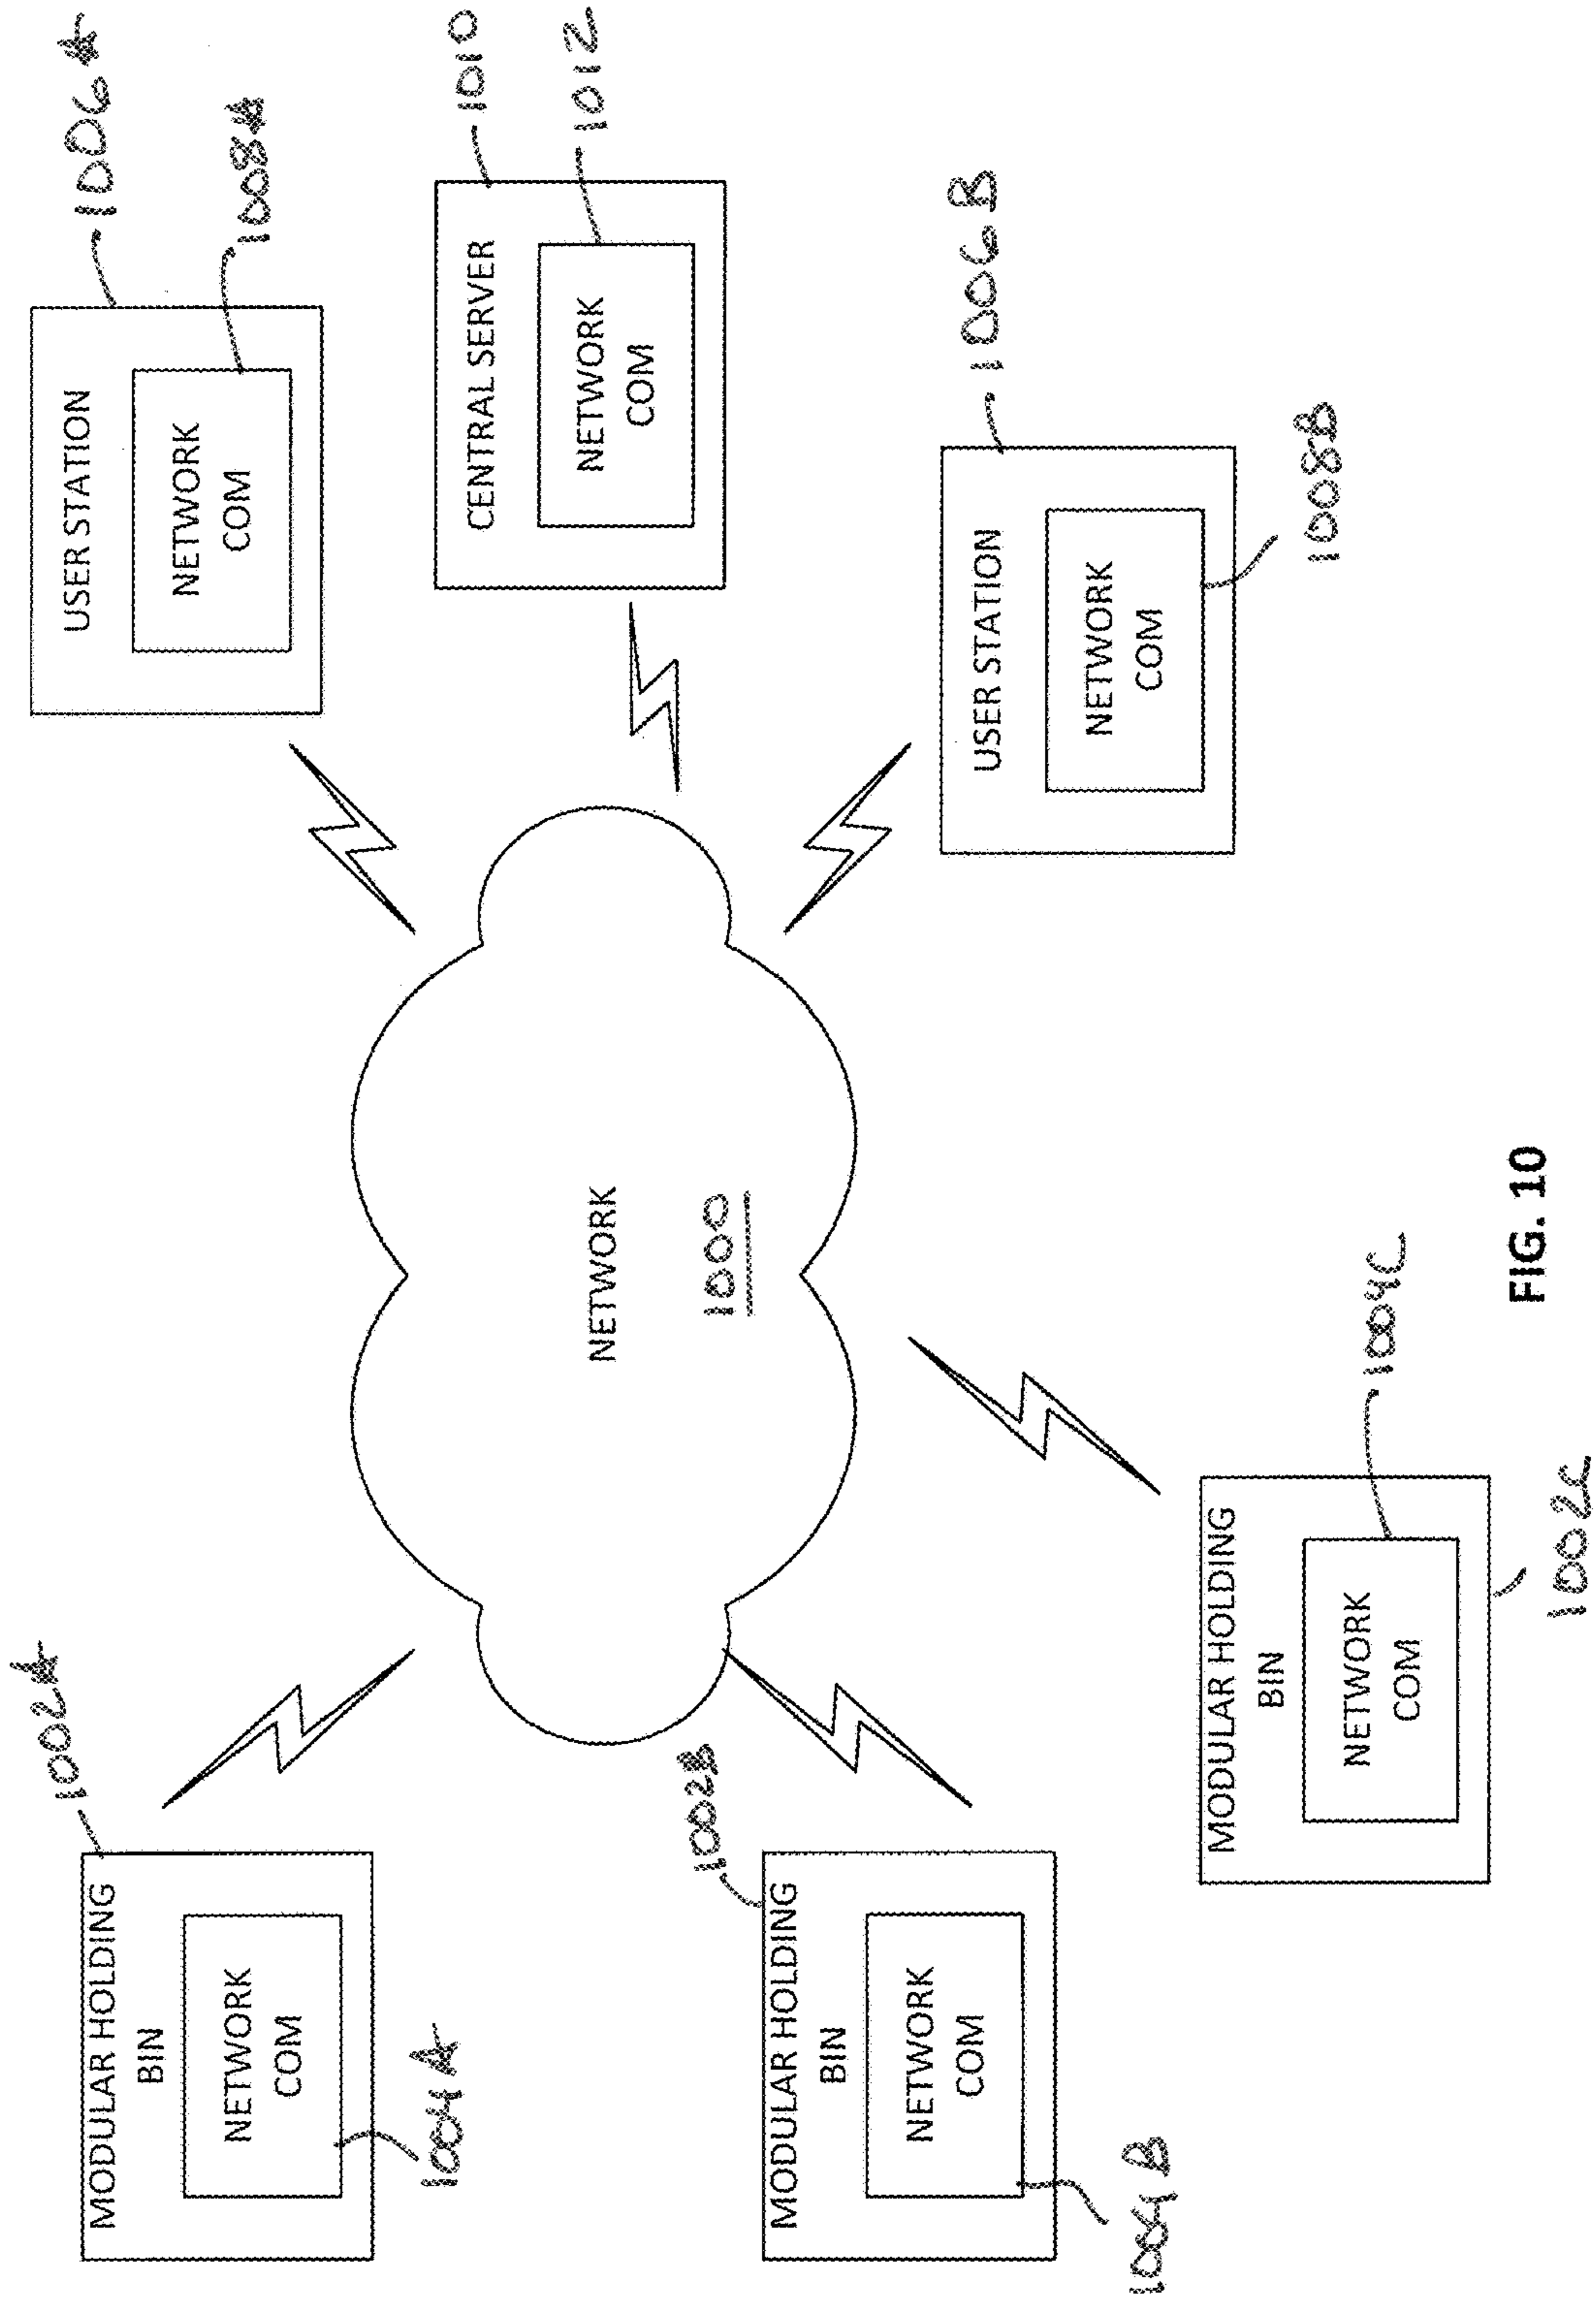 1002A
MODULAR HOLDING
BIN
NETWORK
COM
1004A
1002B
MODULAR HOLDING
BIN
NETWORK
COM
1004B
MODULAR HOLDING
BIN
NETWORK
COM
1004C
1002C
NETWORK
1000
USER STATION
NETWORK
COM
1006A
1008A
CENTRAL SERVER
NETWORK
COM
1010
1012
USER STATION
NETWORK
COM
1006B
1008B
FIG. 10